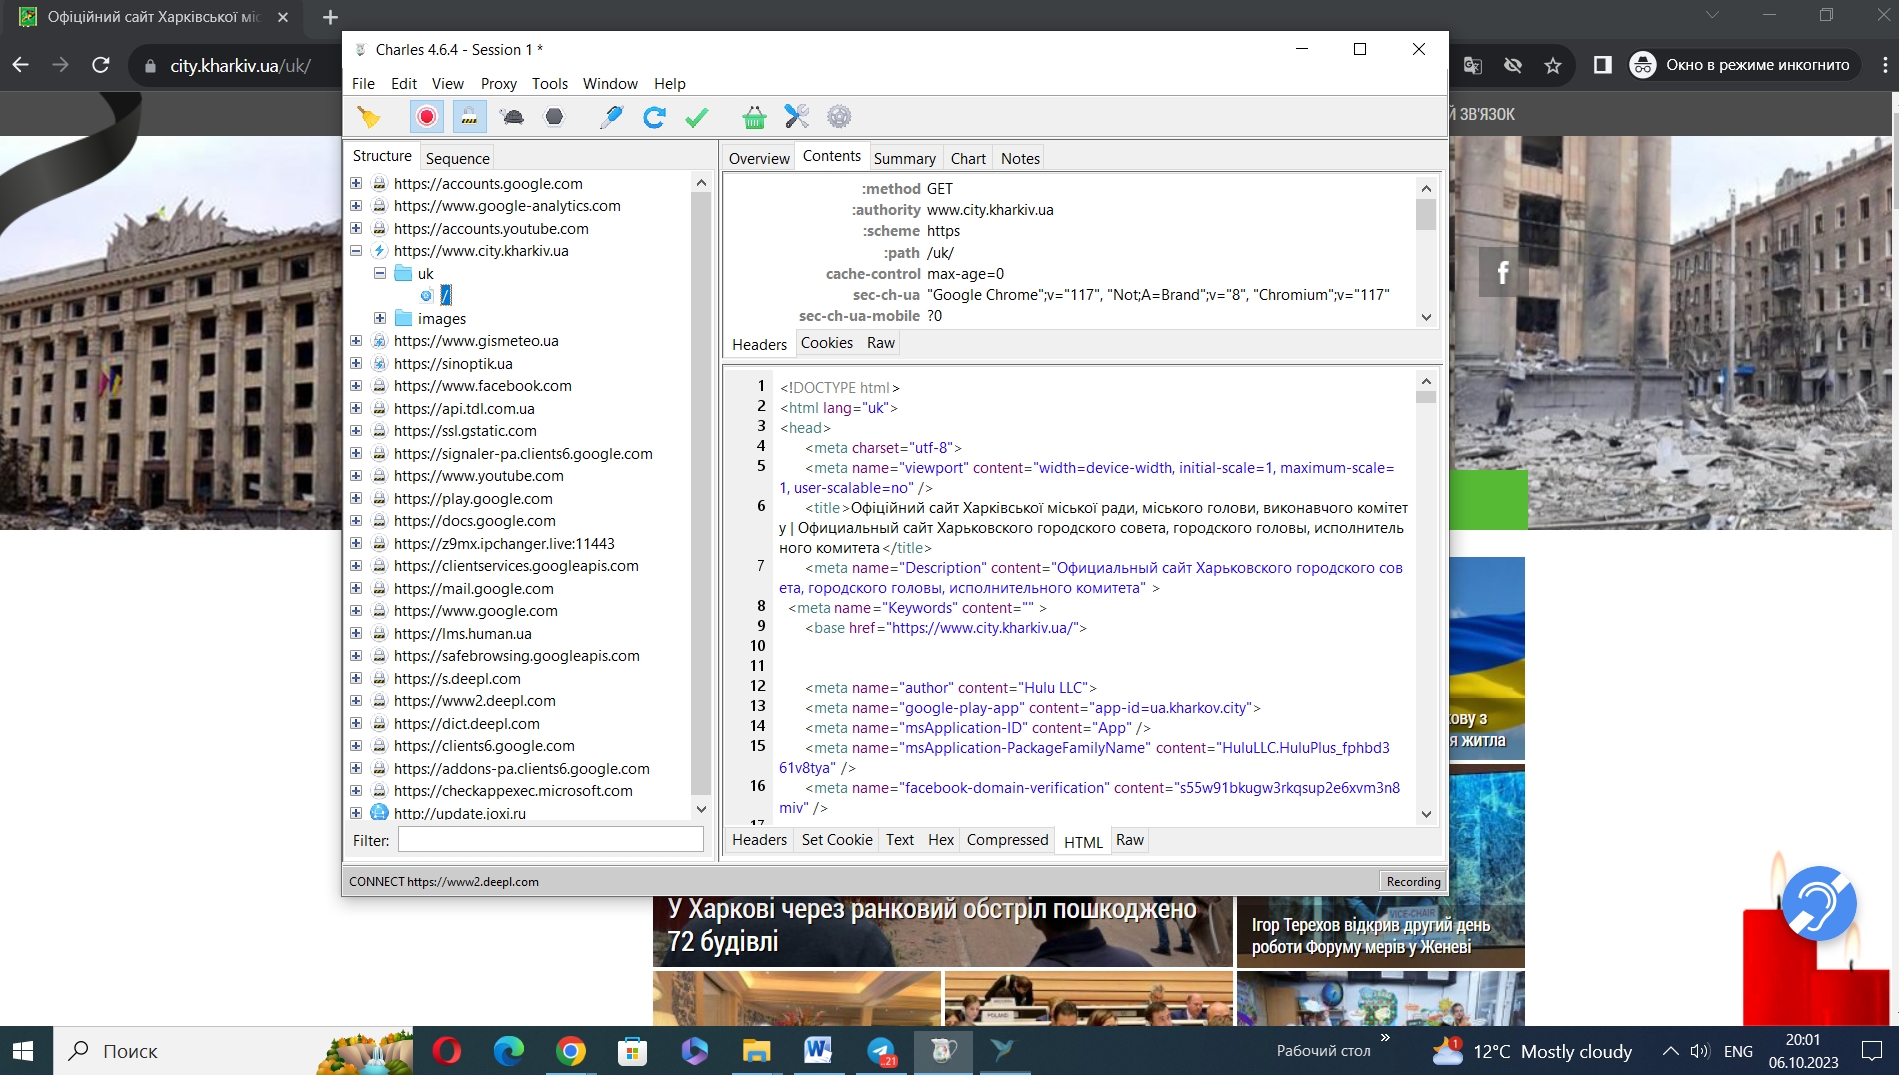 Офіційний сайт Харківської міс
city.kharkiv.ua/uk/
Окно в режиме инкогнито
Charles 4.6.4 - Session 1 *
File Edit View Proxy Tools Window Help
Й ЗВ'ЯЗОК
Structure Sequence
https://accounts.google.com
https://www.google-analytics.com
https://accounts.youtube.com
https://www.city.kharkiv.ua
uk
/
images
https://www.gismeteo.ua
https://sinoptik.ua
https://www.facebook.com
https://api.tdl.com.ua
https://ssl.gstatic.com
https://signaler-pa.clients6.google.com
https://www.youtube.com
https://play.google.com
https://docs.google.com
https://z9mx.ipchanger.live:11443
https://clientservices.googleapis.com
https://mail.google.com
https://www.google.com
https://lms.human.ua
https://safebrowsing.googleapis.com
https://s.deepl.com
https://www2.deepl.com
https://dict.deepl.com
https://clients6.google.com
https://addons-pa.clients6.google.com
https://checkappexec.microsoft.com
http://update.joxi.ru
Filter:
Overview Contents Summary Chart Notes
:method GET
:authority www.city.kharkiv.ua
:scheme https
:path /uk/
cache-control max-age=0
sec-ch-ua "Google Chrome";v="117", "Not;A=Brand";v="8", "Chromium";v="117"
sec-ch-ua-mobile ?0
Headers Cookies Raw
1 <!DOCTYPE html>
2 <html lang="uk">
3 <head>
4 <meta charset="utf-8">
5 <meta name="viewport" content="width=device-width, initial-scale=1, maximum-scale=
1, user-scalable=no" />
6 <title>Офіційний сайт Харківської міської ради, міського голови, виконавчого комітет
у | Официальный сайт Харьковского городского совета, городского головы, исполнитель
ного комитета</title>
7 <meta name="Description" content="Официальный сайт Харьковского городского сов
ета, городского головы, исполнительного комитета" >
8 <meta name="Keywords" content="" >
9 <base href="https://www.city.kharkiv.ua/">
10
11
12 <meta name="author" content="Hulu LLC">
13 <meta name="google-play-app" content="app-id=ua.kharkov.city">
14 <meta name="msApplication-ID" content="App" />
15 <meta name="msApplication-PackageFamilyName" content="HuluLLC.HuluPlus_fphbd3
61v8tya" />
16 <meta name="facebook-domain-verification" content="s55w91bkugw3rkqsup2e6xvm3n8
miv" />
17
Headers Set Cookie Text Hex Compressed HTML Raw
CONNECT https://www2.deepl.com
Recording
f
кову з
я житла
У Харкові через ранковий обстріл пошкоджено
72 будівлі
VICE-CHAIR
Ігор Терехов відкрив другий день
роботи Форуму мерів у Женеві
POLAND
Поиск
21
Рабочий стол
»
1
12°C Mostly cloudy
ENG
20:01
06.10.2023